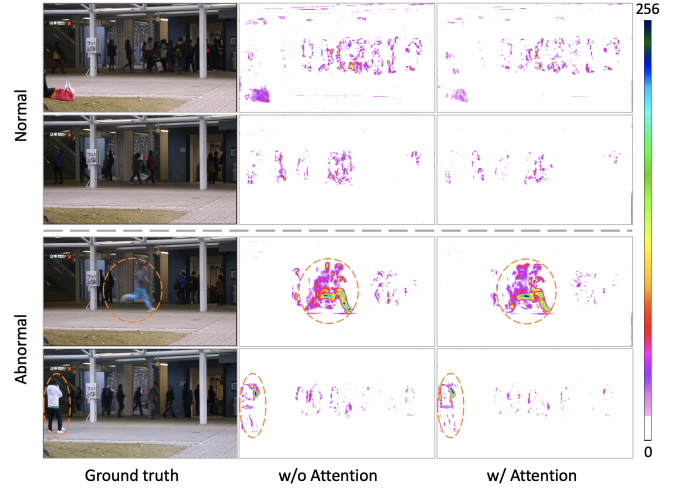 256
Normal
Abnormal
0
Ground truth
w/o Attention
w/ Attention